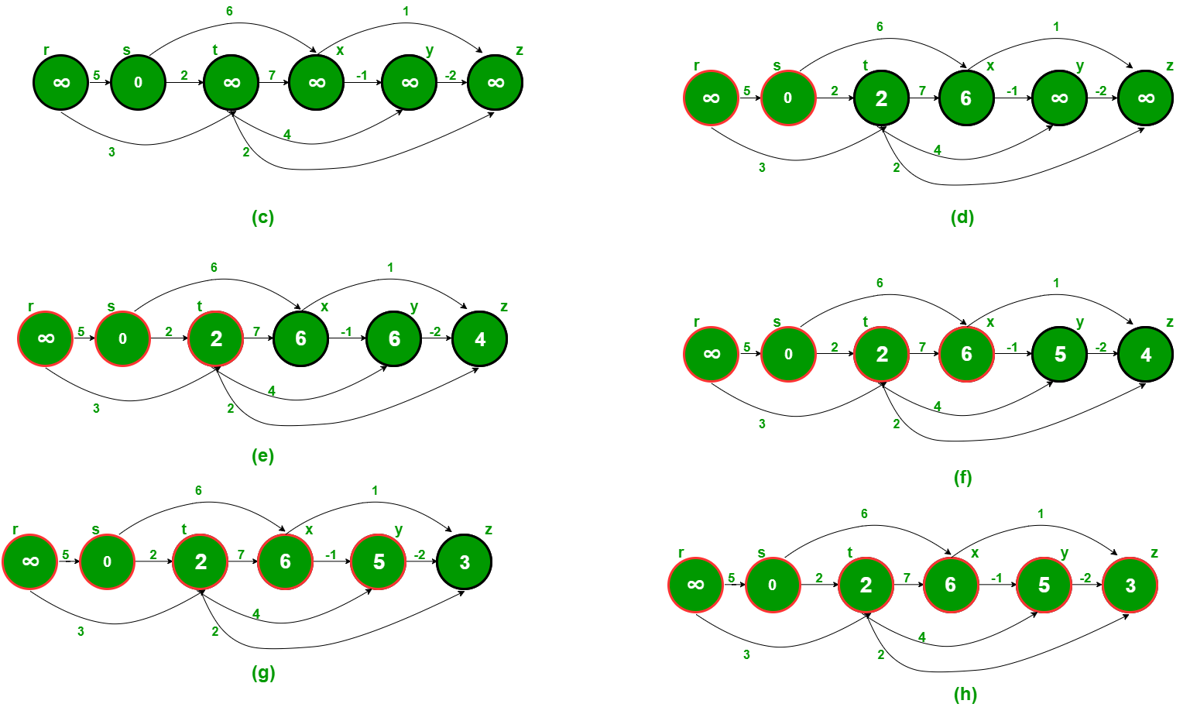 6 1
r s t x y z
∞ 5 0 2 ∞ 7 ∞ -1 ∞ -2 ∞
3 2 4
(c)
6 1
r s t x y z
∞ 5 0 2 2 7 6 -1 ∞ -2 ∞
3 2 4
(d)
6 1
r s t x y z
∞ 5 0 2 2 7 6 -1 6 -2 4
3 2 4
(e)
6 1
r s t x y z
∞ 5 0 2 2 7 6 -1 5 -2 4
3 2 4
(f)
6 1
r s t x y z
∞ 5 0 2 2 7 6 -1 5 -2 3
3 2 4
(g)
6 1
r s t x y z
∞ 5 0 2 2 7 6 -1 5 -2 3
3 2 4
(h)